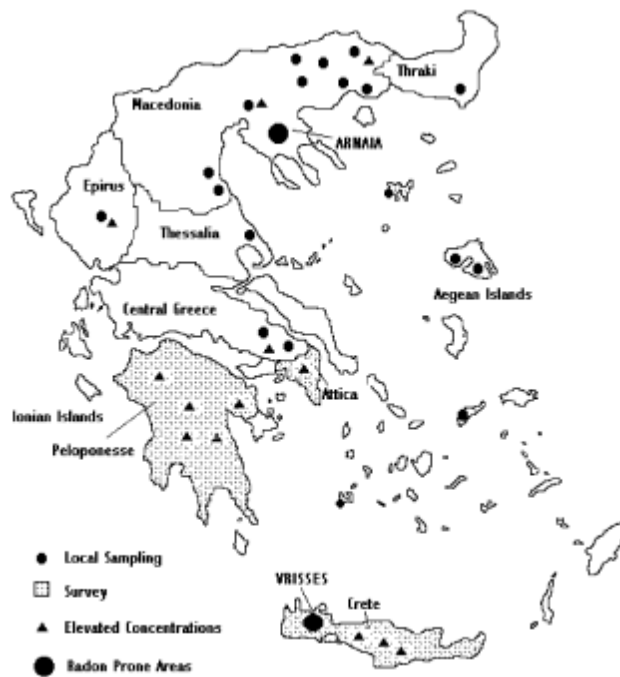 Thraki
Macedonia
ARNAIA
Epirus
Thessalia
Aegean Islands
Central Greece
Attica
Ionian Islands
Peloponesse
Local Sampling
Survey
Elevated Concentrations
Radon Prone Areas
VRISSES
Crete